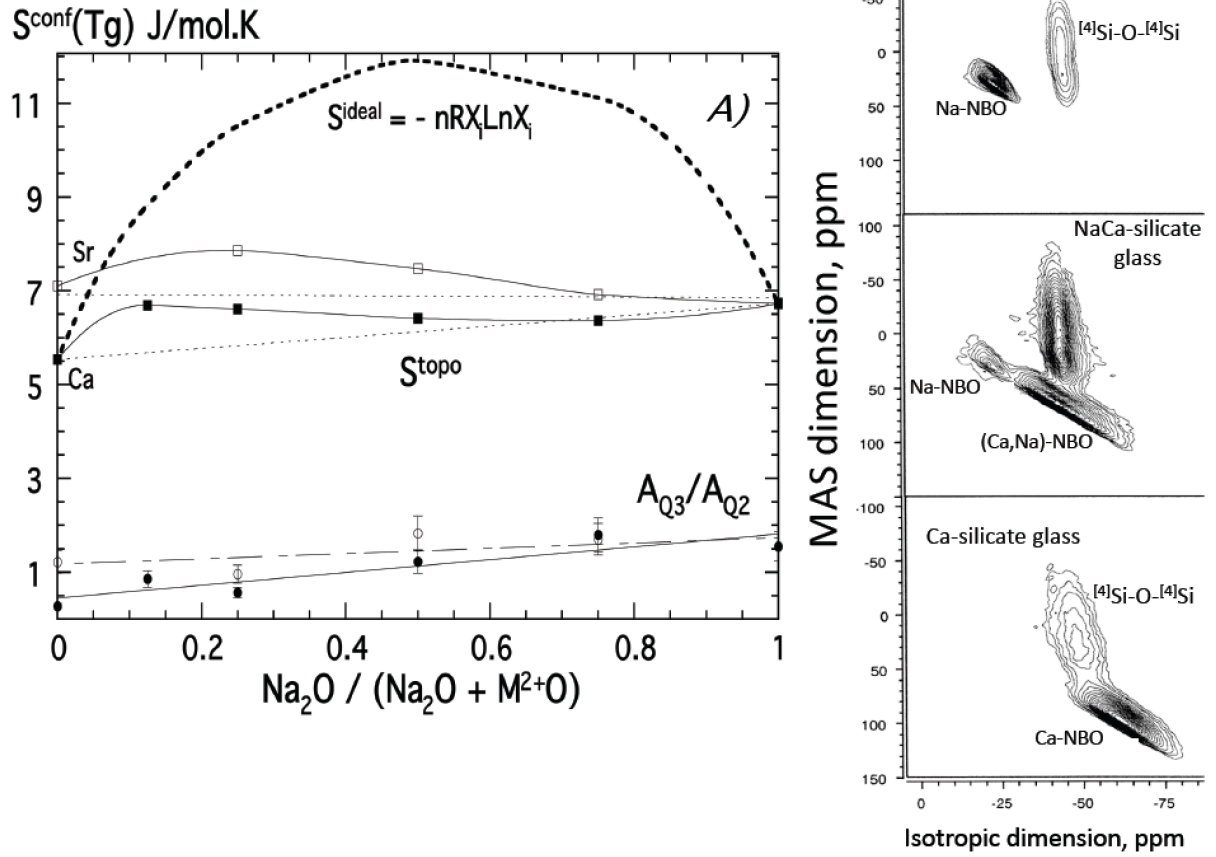 S^conf(Tg) J/mol.K
11
9
7
5
3
1
A)
S^ideal = - nRX_iLnX_i
Sr
Ca
S^topo
A_Q3/A_Q2
0
0.2
0.4
0.6
0.8
1
Na₂O / (Na₂O + M²⁺O)
MAS dimension, ppm
-50
0
50
100
[4]Si-O-[4]Si
Na-NBO
100
-50
0
50
100
NaCa-silicate
glass
Na-NBO
(Ca,Na)-NBO
-100
-50
0
50
100
150
Ca-silicate glass
[4]Si-O-[4]Si
Ca-NBO
0
-25
-50
-75
Isotropic dimension, ppm